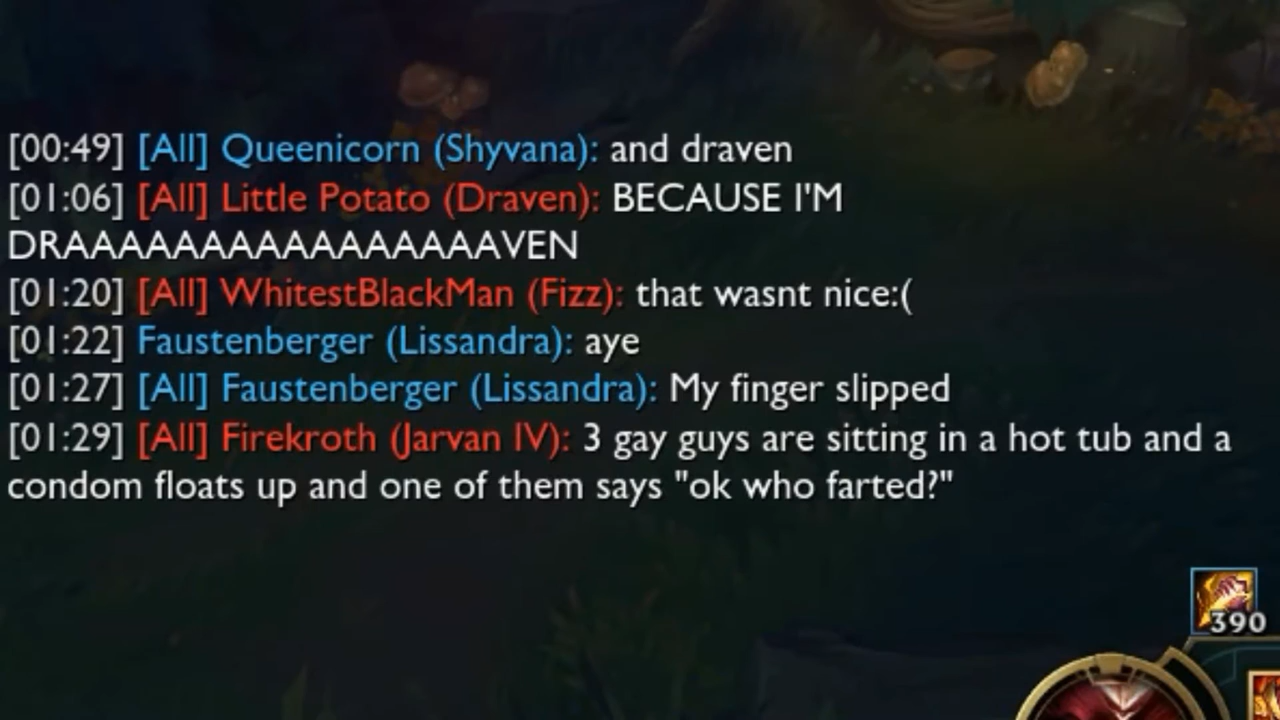 [00:49] [All] Queenicorn (Shyvana): and draven
[01:06] [All] Little Potato (Draven): BECAUSE I'M
DRAAAAAAAAAAAAAAAAVEN
[01:20] [All] WhitestBlackMan (Fizz): that wasnt nice:(
[01:22] Faustenberger (Lissandra): aye
[01:27] [All] Faustenberger (Lissandra): My finger slipped
[01:29] [All] Firekroth (Jarvan IV): 3 gay guys are sitting in a hot tub and a
condom floats up and one of them says "ok who farted?"
390